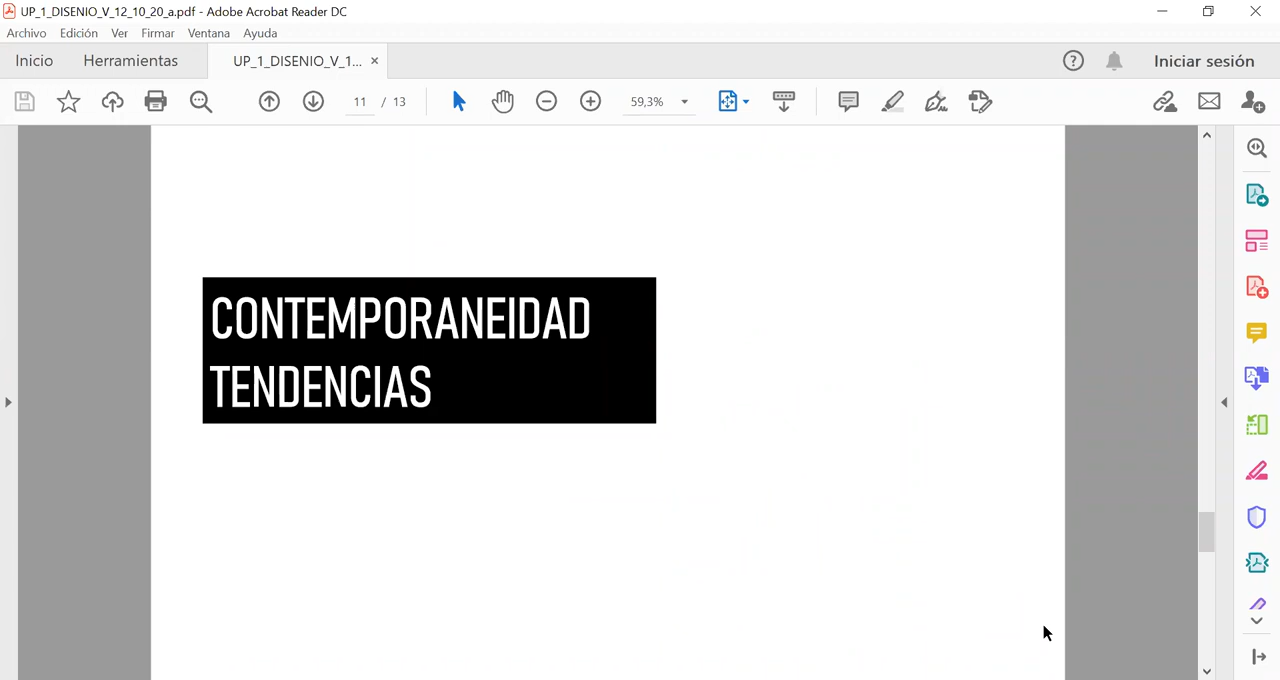 UP_1_DISENIO_V_12_10_20_a.pdf - Adobe Acrobat Reader DC
Archivo Edición Ver Firmar Ventana Ayuda
Inicio Herramientas UP_1_DISENIO_V_1... × Iniciar sesión
11 / 13 59,3%
CONTEMPORANEIDAD
TENDENCIAS